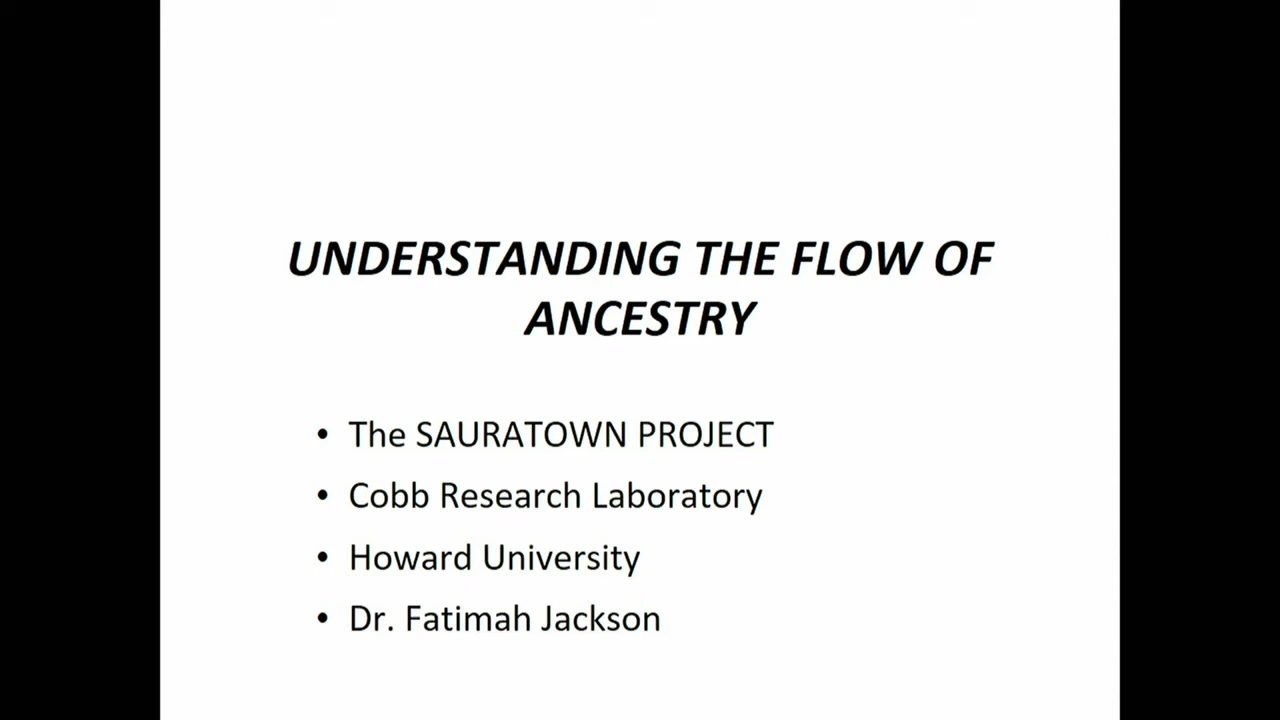 UNDERSTANDING THE FLOW OF
ANCESTRY
• The SAURATOWN PROJECT
• Cobb Research Laboratory
• Howard University
• Dr. Fatimah Jackson